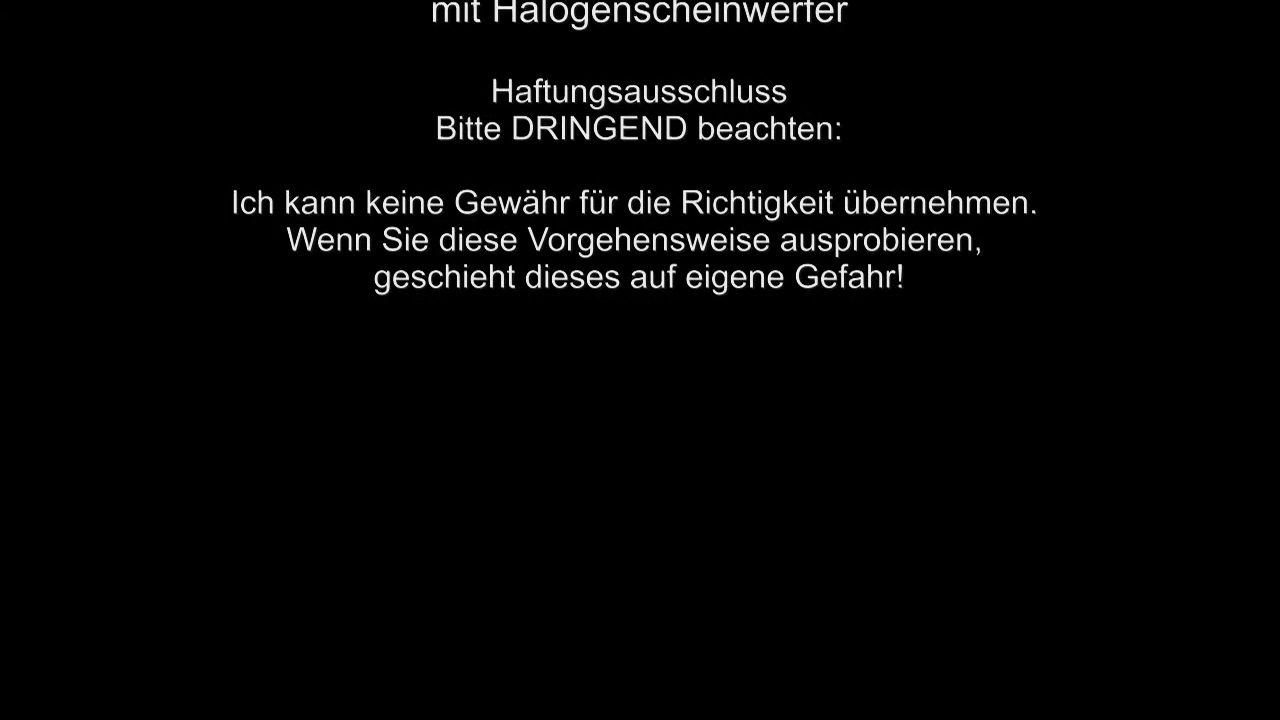 mit Halogenscheinwerfer
Haftungsausschluss
Bitte DRINGEND beachten:
Ich kann keine Gewähr für die Richtigkeit übernehmen.
Wenn Sie diese Vorgehensweise ausprobieren,
geschieht dieses auf eigene Gefahr!